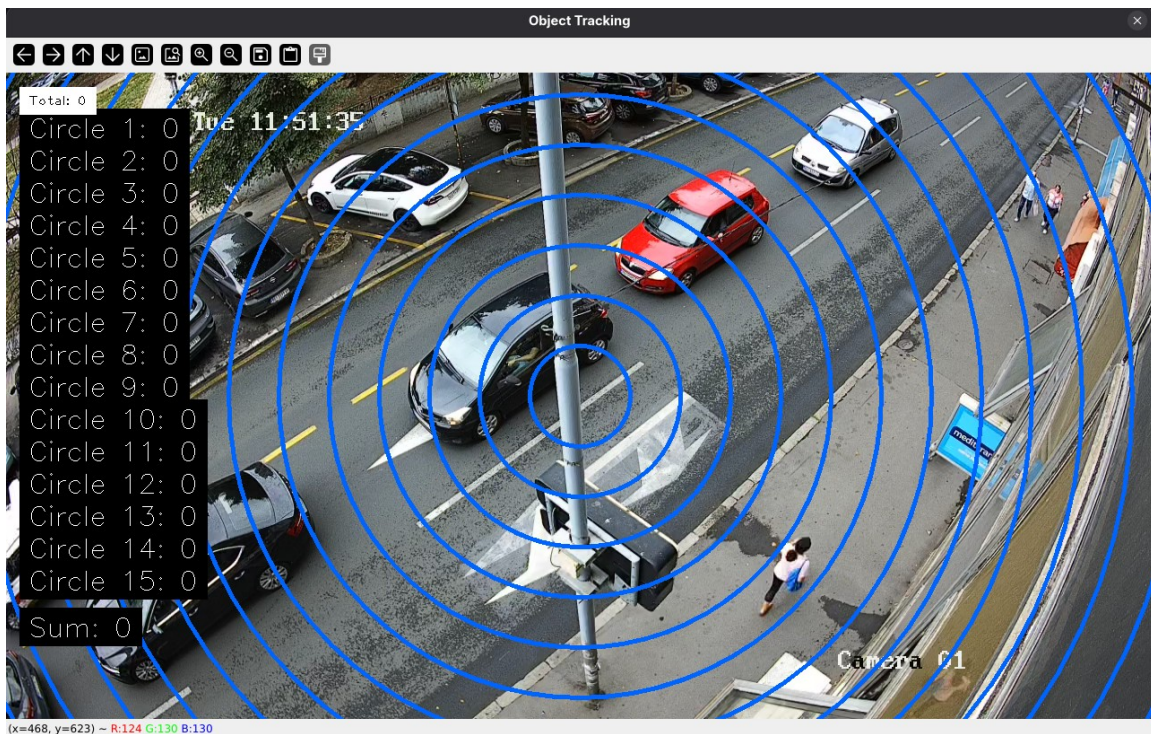 Object Tracking
Total: 0
Circle 1: 0
Tue 11:51:35
Circle 2: 0
Circle 3: 0
Circle 4: 0
Circle 5: 0
Circle 6: 0
Circle 7: 0
Circle 8: 0
Circle 9: 0
Circle 10: 0
Circle 11: 0
Circle 12: 0
Circle 13: 0
Circle 14: 0
Circle 15: 0
Sum: 0
Camera 01
(x=468, y=623) ~ R:124 G:130 B:130